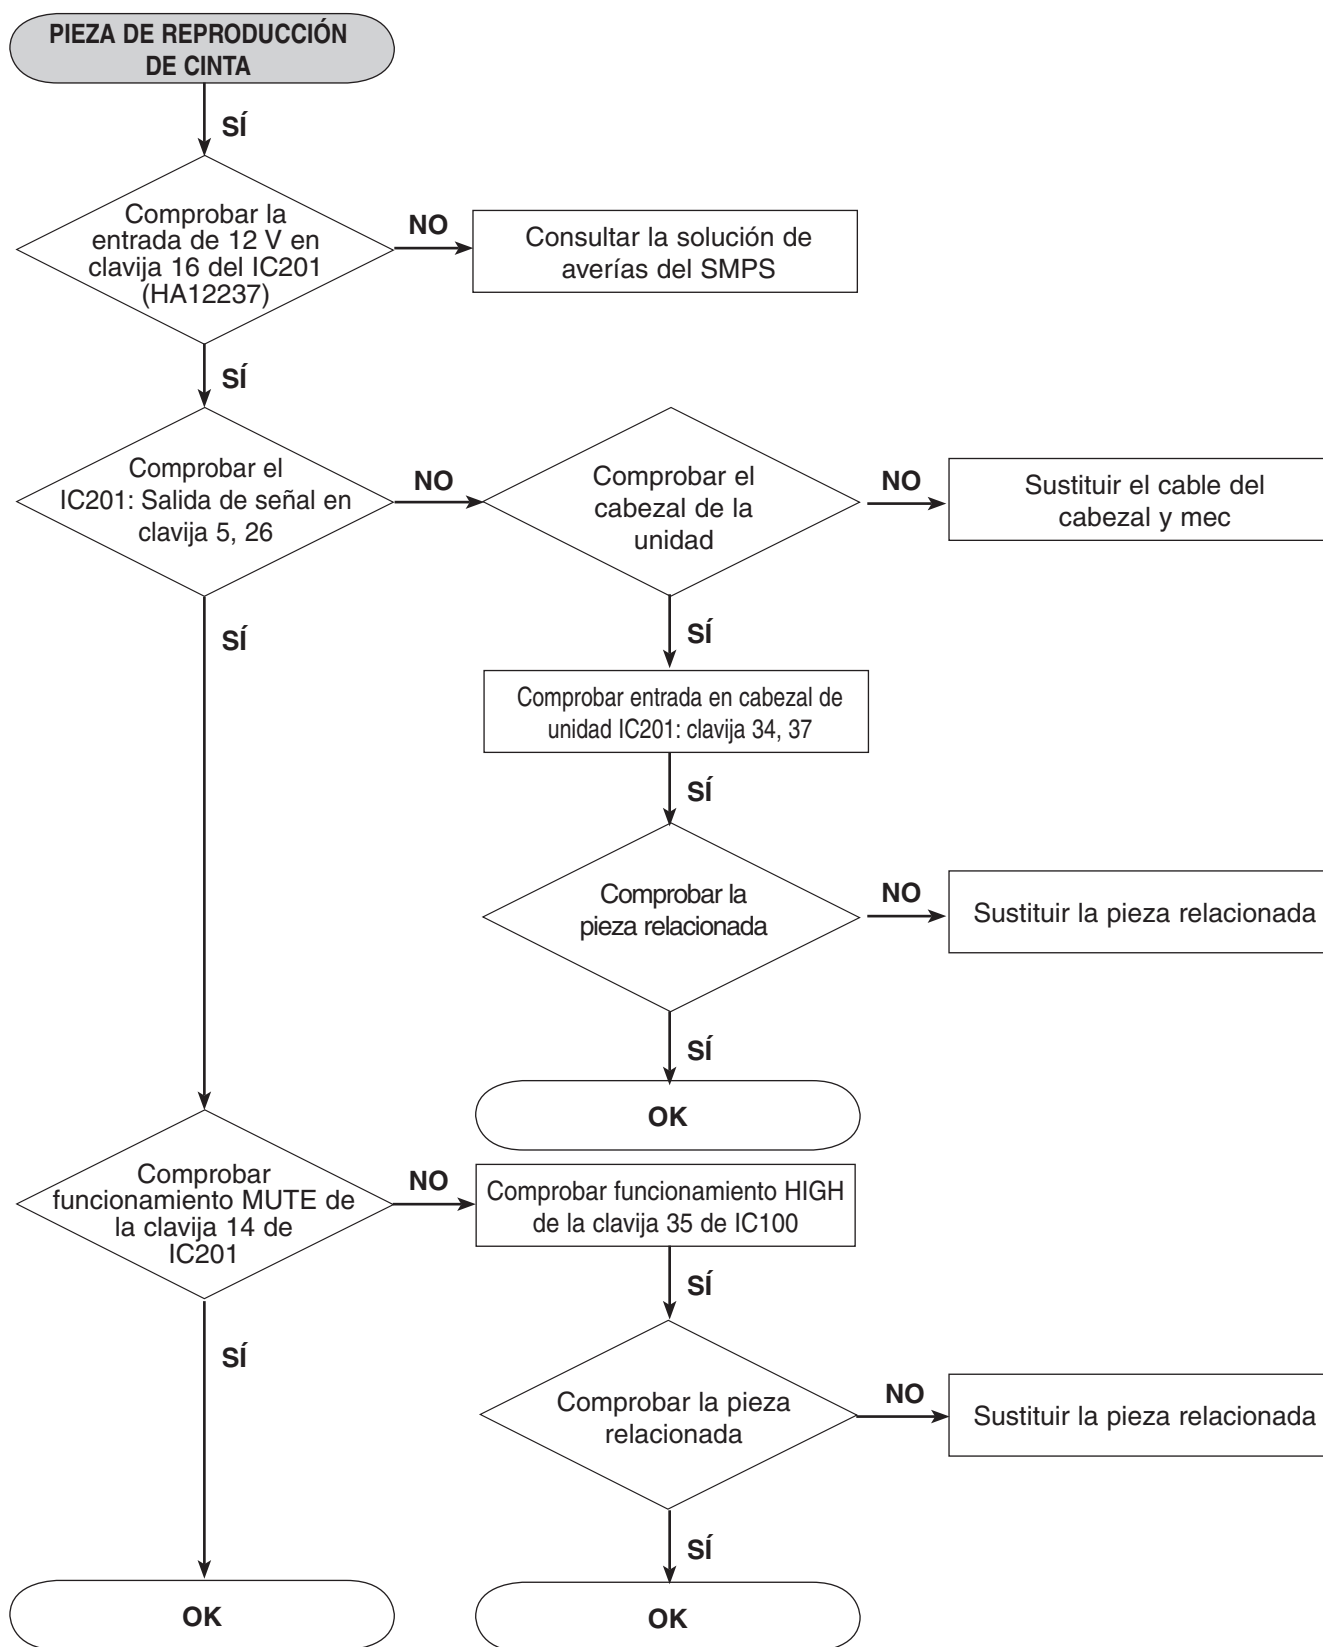 PIEZA DE REPRODUCCIÓN
DE CINTA
SÍ
Comprobar la
entrada de 12 V en
clavija 16 del IC201
(HA12237)
NO
Consultar la solución de
averías del SMPS
SÍ
Comprobar el
IC201: Salida de señal en
clavija 5, 26
NO
Comprobar el
cabezal de la
unidad
NO
Sustituir el cable del
cabezal y mec
SÍ
SÍ
Comprobar entrada en cabezal de
unidad IC201: clavija 34, 37
SÍ
Comprobar la
pieza relacionada
NO
Sustituir la pieza relacionada
SÍ
OK
Comprobar
funcionamiento MUTE de
la clavija 14 de
IC201
NO
Comprobar funcionamiento HIGH
de la clavija 35 de IC100
SÍ
SÍ
Comprobar la pieza
relacionada
NO
Sustituir la pieza relacionada
SÍ
OK
OK